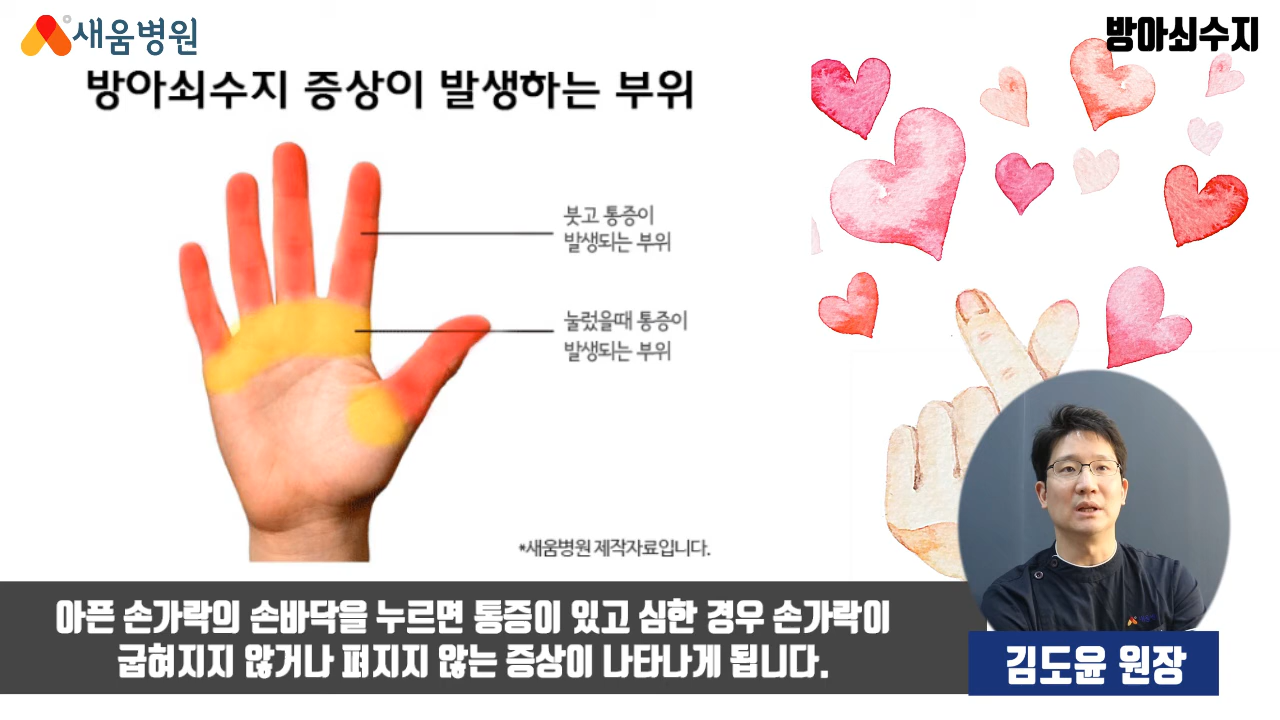 새움병원
방아쇠수지
방아쇠수지 증상이 발생하는 부위
붓고 통증이
발생되는 부위
눌렀을때 통증이
발생되는 부위
*새움병원 제작자료입니다.
아픈 손가락의 손바닥을 누르면 통증이 있고 심한 경우 손가락이
굽혀지지 않거나 펴지지 않는 증상이 나타나게 됩니다.
김도윤 원장